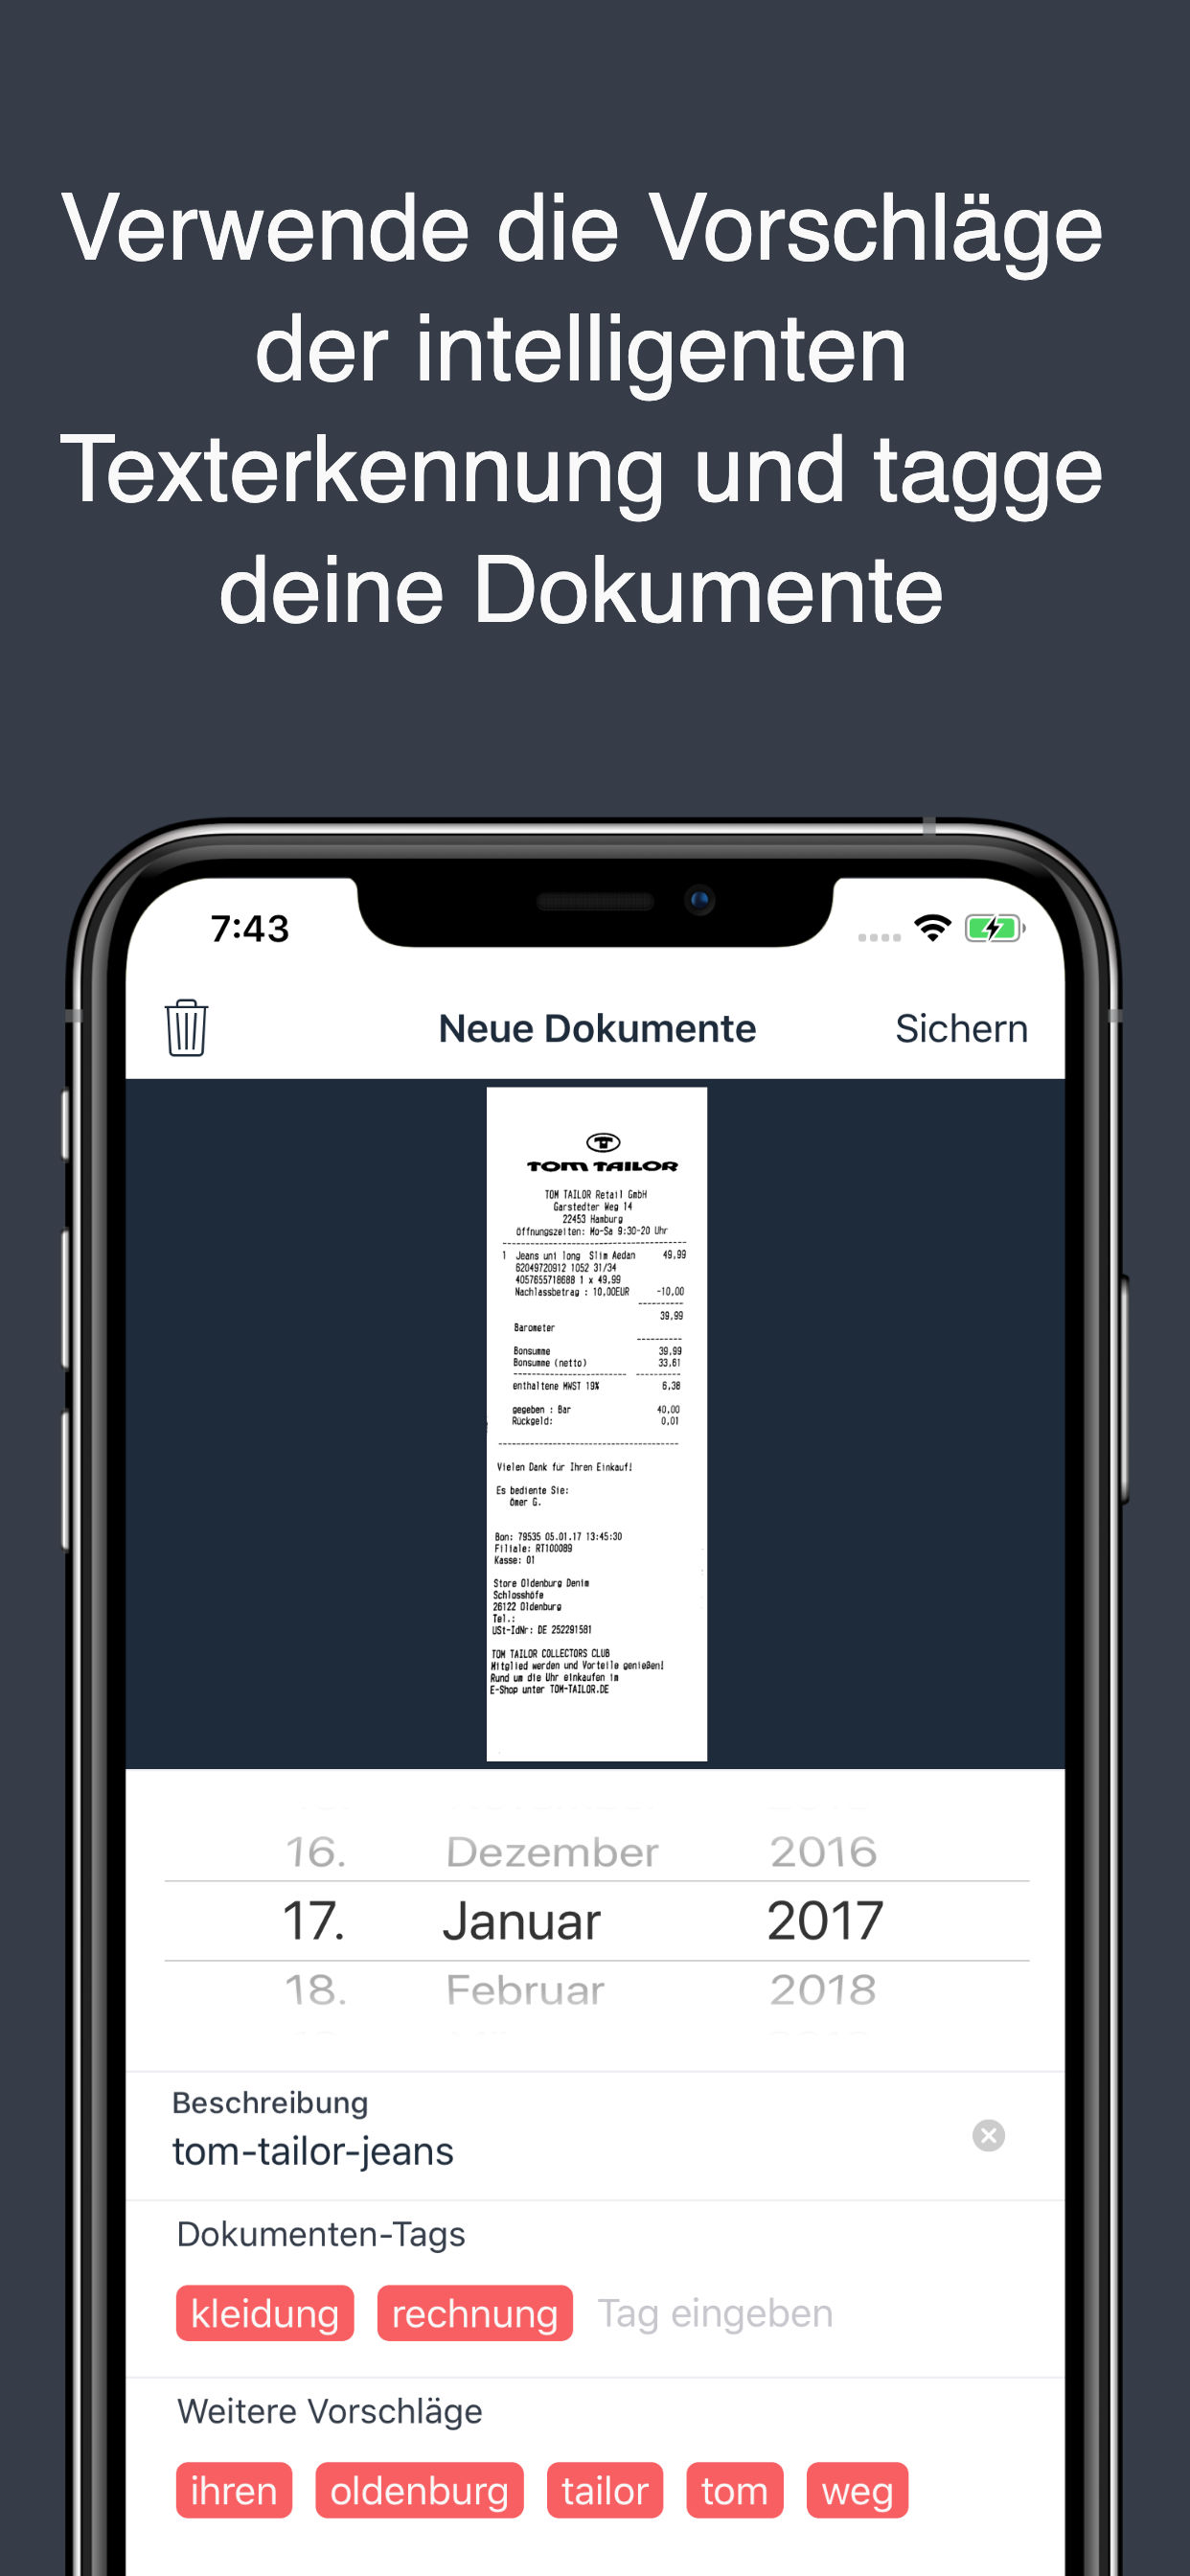 Verwende die Vorschläge
der intelligenten
Texterkennung und tagge
deine Dokumente
7:43
Neue Dokumente
Sichern
TOM TAILOR
TOM TAILOR Retail GmbH
Garstedter Weg 14
22453 Hamburg
Öffnungszeiten: Mo-Sa 9:30-20 Uhr
1 Jeans uni long Slim Aedan 49,99
62049720912 1052 31/34
4057655718688 1 x 49,99
Nachlassbetrag : 10,00EUR -10,00
39,99
Barometer
Bonsumme 39,99
Bonsumme (netto) 33,61
enthaltene MWST 19% 6,38
gegeben : Bar 40,00
Rückgeld: 0,01
Vielen Dank für Ihren Einkauf!
Es bediente Sie:
Ömer G.
Bon: 79535 05.01.17 13:45:30
Filiale: RT100089
Kasse: 01
Store Oldenburg Denim
Schlosshöfe
26122 Oldenburg
Tel.:
USt-IdNr: DE 252291581
TOM TAILOR COLLECTORS CLUB
Mitglied werden und Vorteile genießen!
Rund um die Uhr einkaufen im
E-Shop unter TOM-TAILOR.DE
16. Dezember 2016
17. Januar 2017
18. Februar 2018
Beschreibung
tom-tailor-jeans
Dokumenten-Tags
kleidung rechnung Tag eingeben
Weitere Vorschläge
ihren oldenburg tailor tom weg